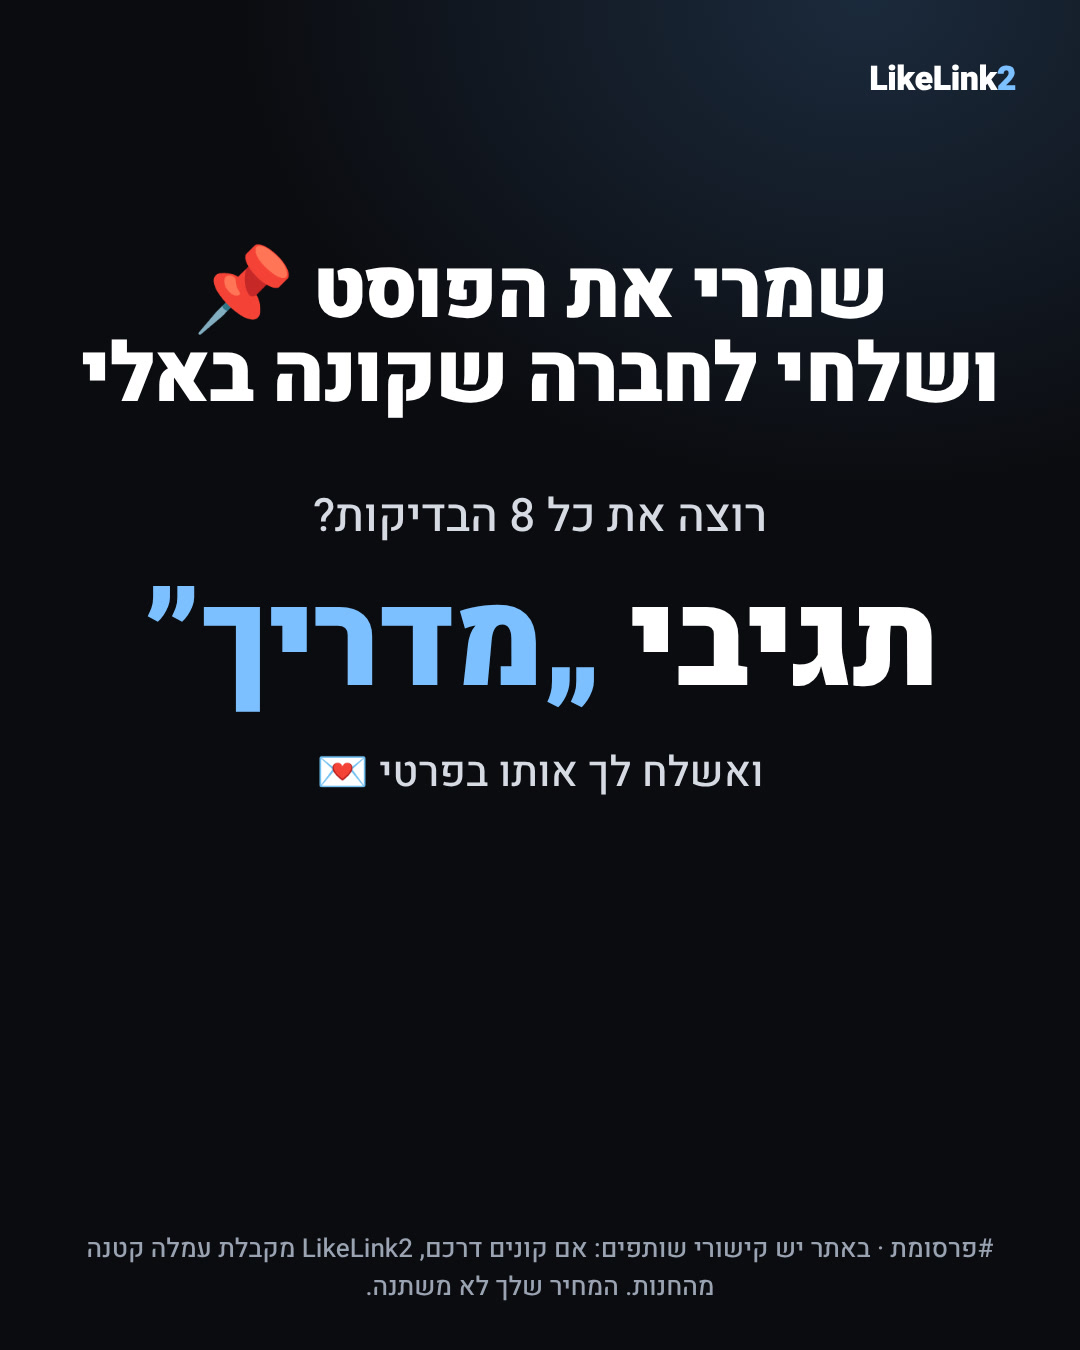 LikeLink2
שמרי את הפוסט 📌
ושלחי לחברה שקונה באלי
רוצה את כל 8 הבדיקות?
תגיבי „מדריך”
ואשלח לך אותו בפרטי 💌
#פרסומת · באתר יש קישורי שותפים: אם קונים דרכם, LikeLink2 מקבלת עמלה קטנה
מהחנות. המחיר שלך לא משתנה.